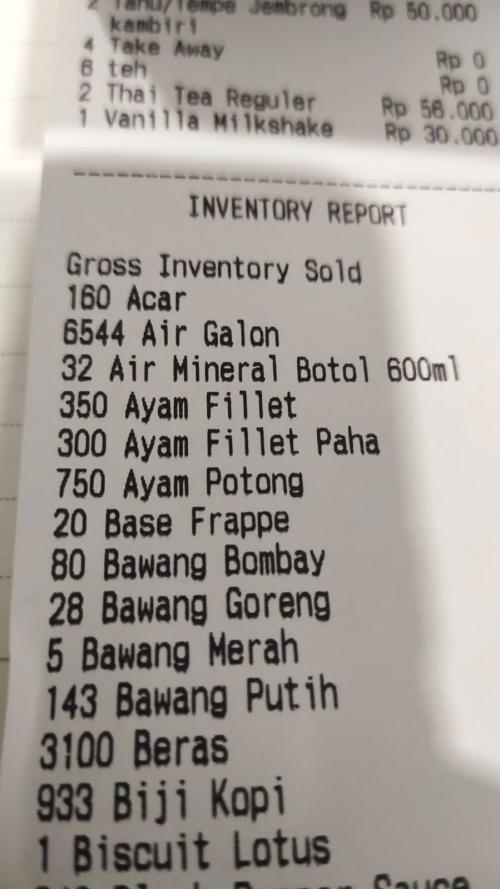 2 Tahu/Tempe Jembrong Rp 50.000
kambiri
4 Take Away Rp 0
6 teh Rp 0
2 Thai Tea Reguler Rp 56.000
1 Vanilla Milkshake Rp 30.000
INVENTORY REPORT
Gross Inventory Sold
160 Acar
6544 Air Galon
32 Air Mineral Botol 600ml
350 Ayam Fillet
300 Ayam Fillet Paha
750 Ayam Potong
20 Base Frappe
80 Bawang Bombay
28 Bawang Goreng
5 Bawang Merah
143 Bawang Putih
3100 Beras
933 Biji Kopi
1 Biscuit Lotus
Sauce